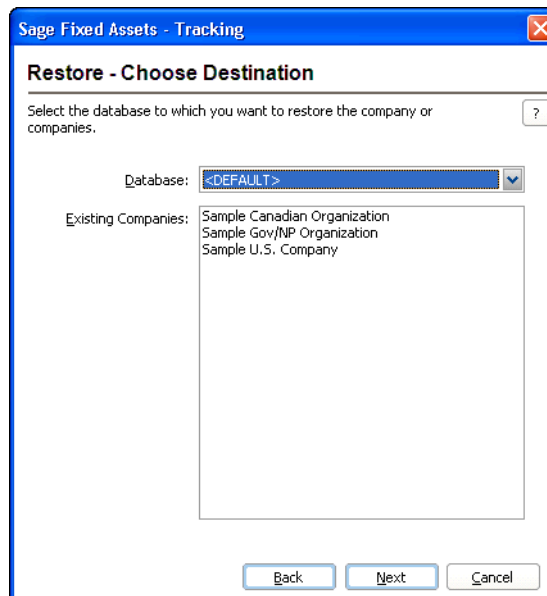 Sage Fixed Assets - Tracking
Restore - Choose Destination
Select the database to which you want to restore the company or
companies.
?
Database: <DEFAULT>
Existing Companies: Sample Canadian Organization
Sample Gov/NP Organization
Sample U.S. Company
Back Next Cancel